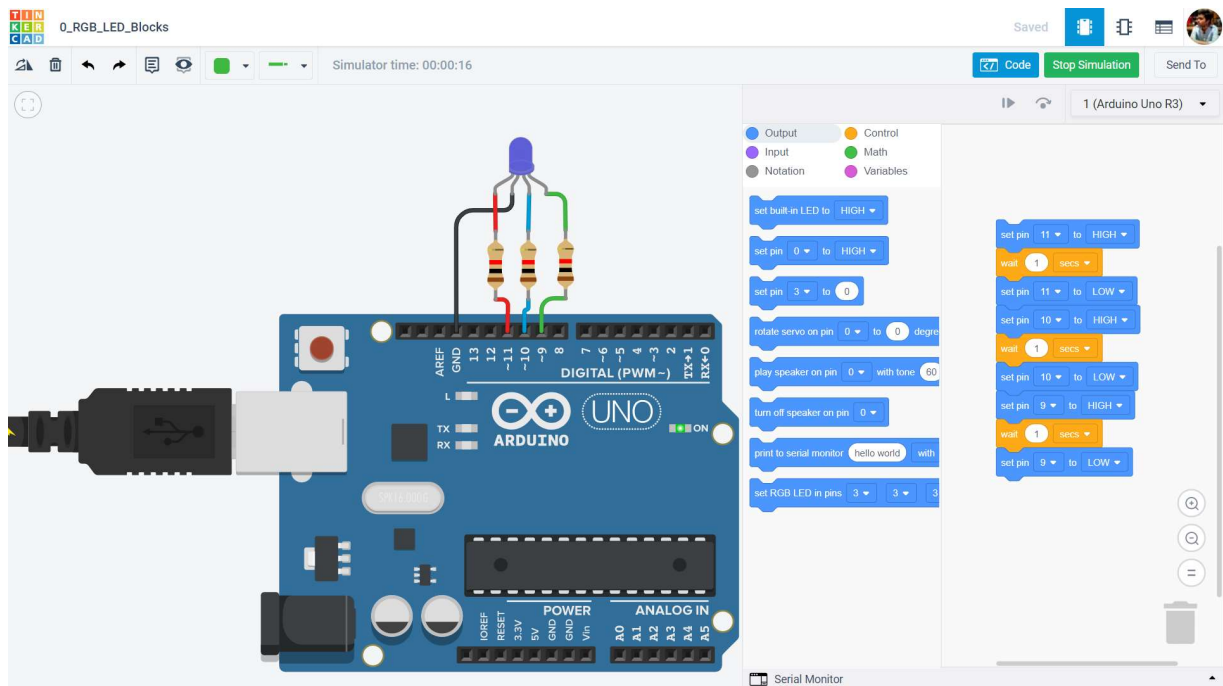 TIN
KER
CAD
0_RGB_LED_Blocks
Saved
Simulator time: 00:00:16
Code
Stop Simulation
Send To
1 (Arduino Uno R3)
Output
Control
Input
Math
Notation
Variables
set built-in LED to HIGH
set pin 0 to HIGH
set pin 3 to 0
rotate servo on pin 0 to 0 degre
play speaker on pin 0 with tone 60
turn off speaker on pin 0
print to serial monitor hello world with
set RGB LED in pins 3 3 3
set pin 11 to HIGH
wait 1 secs
set pin 11 to LOW
set pin 10 to HIGH
wait 1 secs
set pin 10 to LOW
set pin 9 to HIGH
wait 1 secs
set pin 9 to LOW
AREF
GND
13
12
~11
~10
~9
8
7
~6
~5
4
~3
2
TX→1
RX←0
DIGITAL (PWM~)
L
TX
RX
UNO
ARDUINO
ON
POWER
ANALOG IN
IOREF
RESET
3.3V
5V
GND
GND
Vin
A0
A1
A2
A3
A4
A5
Serial Monitor